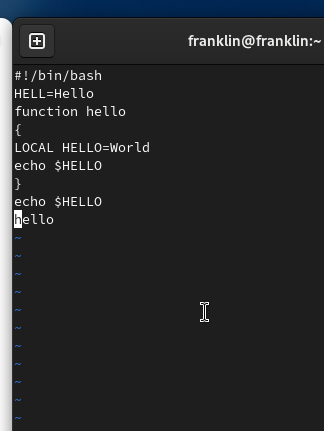 franklin@franklin:~
#!/bin/bash
HELL=Hello
function hello
{
LOCAL HELLO=World
echo $HELLO
}
echo $HELLO
hello
~
~
~
~
~
~
~
~
~
~
~